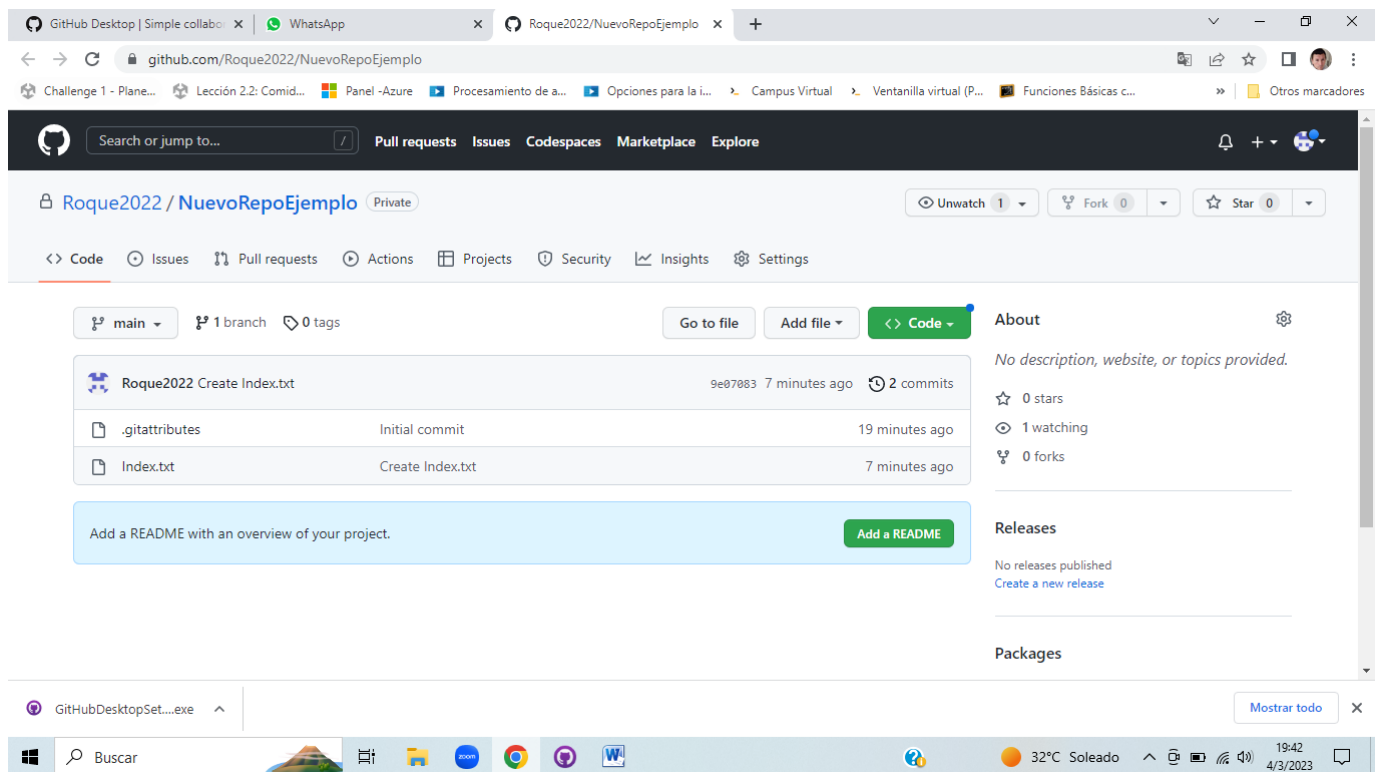 GitHub Desktop | Simple collabor
WhatsApp
Roque2022/NuevoRepoEjemplo
github.com/Roque2022/NuevoRepoEjemplo
Challenge 1 - Plane... Lección 2.2: Comid... Panel -Azure Procesamiento de a... Opciones para la i... Campus Virtual Ventanilla virtual (P... Funciones Básicas c... » Otros marcadores
Search or jump to... / Pull requests Issues Codespaces Marketplace Explore
Roque2022 / NuevoRepoEjemplo Private Unwatch 1 Fork 0 Star 0
Code Issues Pull requests Actions Projects Security Insights Settings
main 1 branch 0 tags Go to file Add file Code
Roque2022 Create Index.txt 9e07083 7 minutes ago 2 commits
.gitattributes Initial commit 19 minutes ago
Index.txt Create Index.txt 7 minutes ago
Add a README with an overview of your project. Add a README
About
No description, website, or topics provided.
0 stars
1 watching
0 forks
Releases
No releases published
Create a new release
Packages
GitHubDesktopSet....exe Mostrar todo
Buscar zoom W 32°C Soleado 19:42
4/3/2023